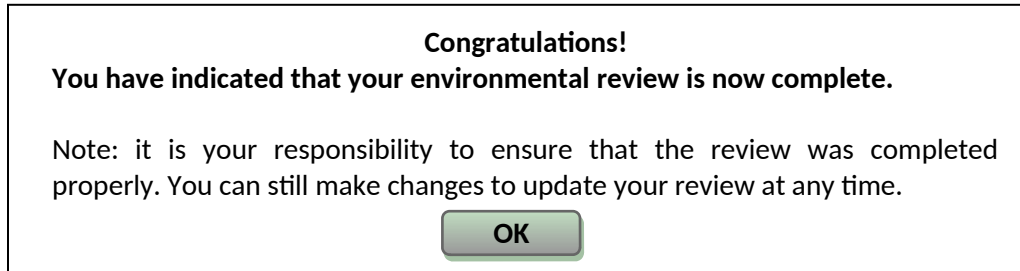 Congratulations!
You have indicated that your environmental review is now complete.
Note: it is your responsibility to ensure that the review was completed
properly. You can still make changes to update your review at any time.
OK